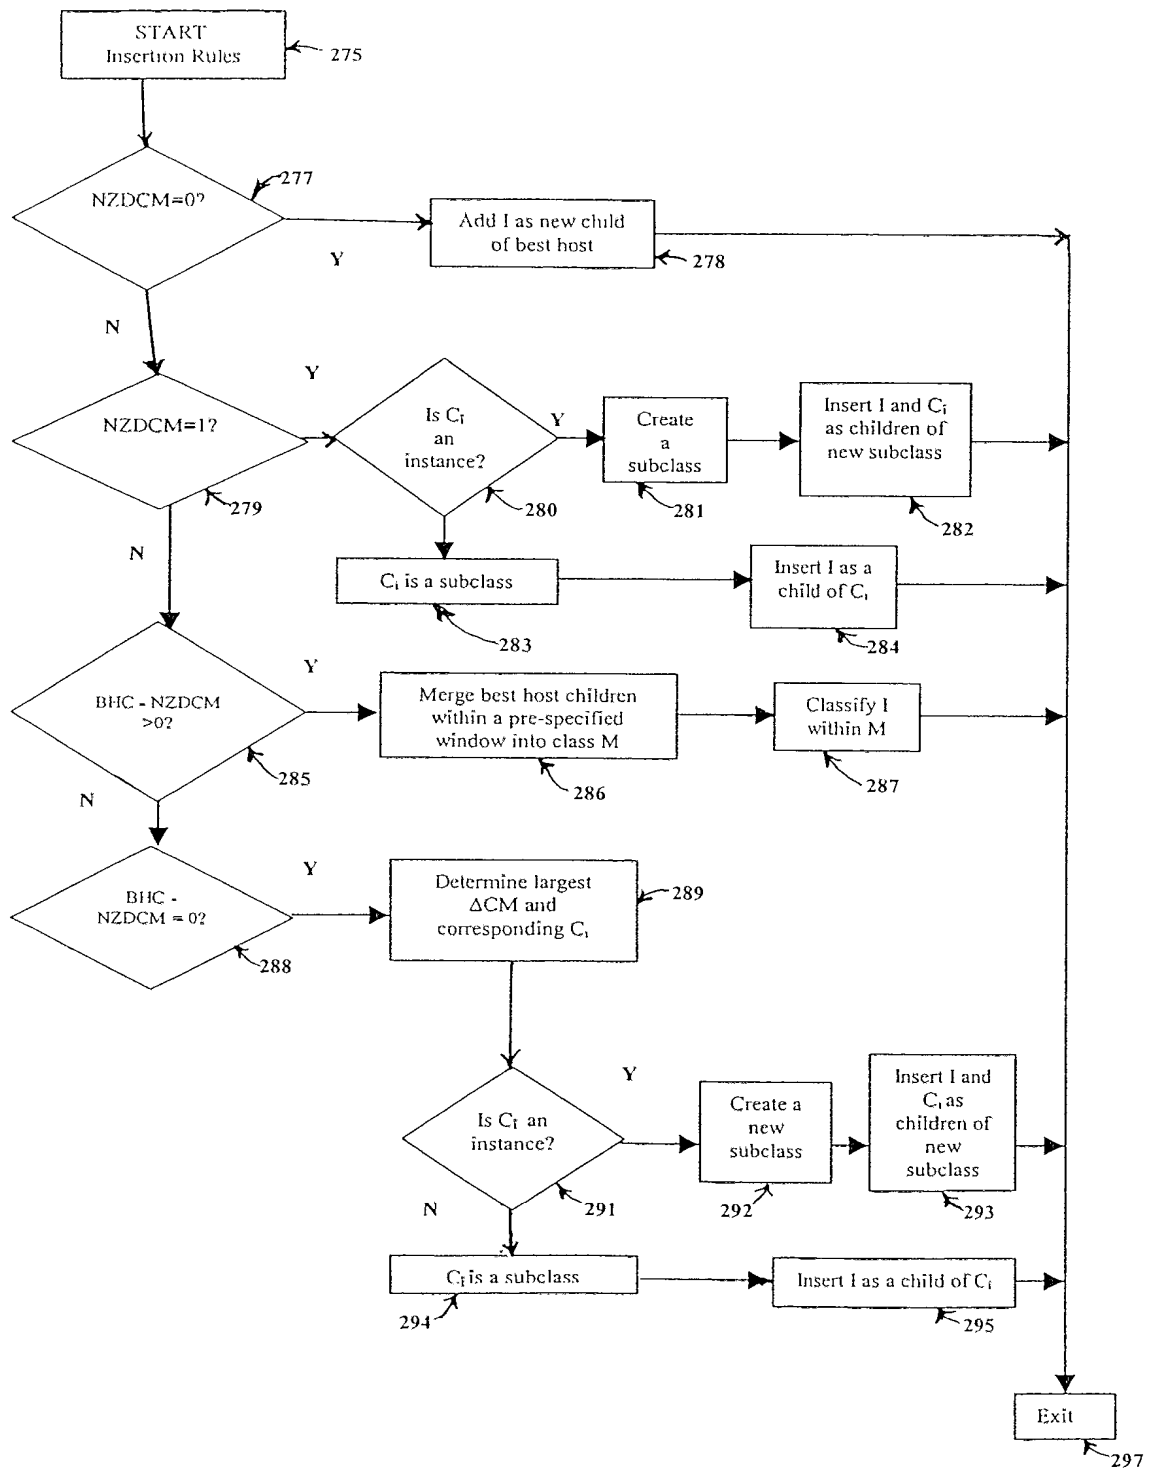 START
Insertion Rules
275
NZDCM=0?
277
Y
Add I as new child
of best host
278
N
NZDCM=1?
279
Y
Is Ci
an
instance?
280
Y
Create
a
subclass
281
Insert I and Ci
as children of
new subclass
282
Ci is a subclass
283
Insert I as a
child of Ci
284
N
BHC - NZDCM
>0?
285
Y
Merge best host children
within a pre-specified
window into class M
286
Classify I
within M
287
N
BHC -
NZDCM = 0?
288
Y
Determine largest
ΔCM and
corresponding Ci
289
Is Ci an
instance?
291
Y
Create a
new
subclass
292
Insert I and
Ci as
children of
new
subclass
293
N
Ci is a subclass
294
Insert I as a child of Ci
295
Exit
297